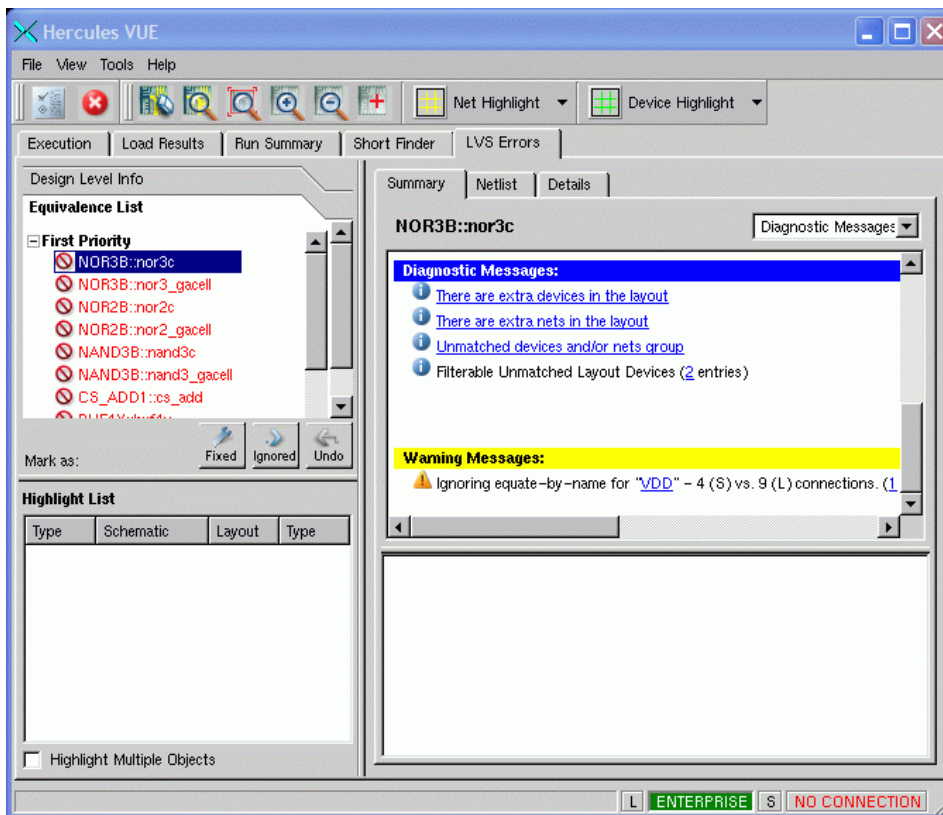 Hercules VUE
File View Tools Help
Net Highlight
Device Highlight
Execution
Load Results
Run Summary
Short Finder
LVS Errors
Design Level Info
Equivalence List
First Priority
NOR3B::nor3c
NOR3B::nor3_gacell
NOR2B::nor2c
NOR2B::nor2_gacell
NAND3B::nand3c
NAND3B::nand3_gacell
CS_ADD1::cs_add
Mark as:
Fixed
Ignored
Undo
Highlight List
Type
Schematic
Layout
Type
Highlight Multiple Objects
Summary
Netlist
Details
NOR3B::nor3c
Diagnostic Messages
Diagnostic Messages:
There are extra devices in the layout
There are extra nets in the layout
Unmatched devices and/or nets group
Filterable Unmatched Layout Devices (2 entries)
Warning Messages:
Ignoring equate-by-name for "VDD" - 4 (S) vs. 9 (L) connections. (1
L
ENTERPRISE
S
NO CONNECTION